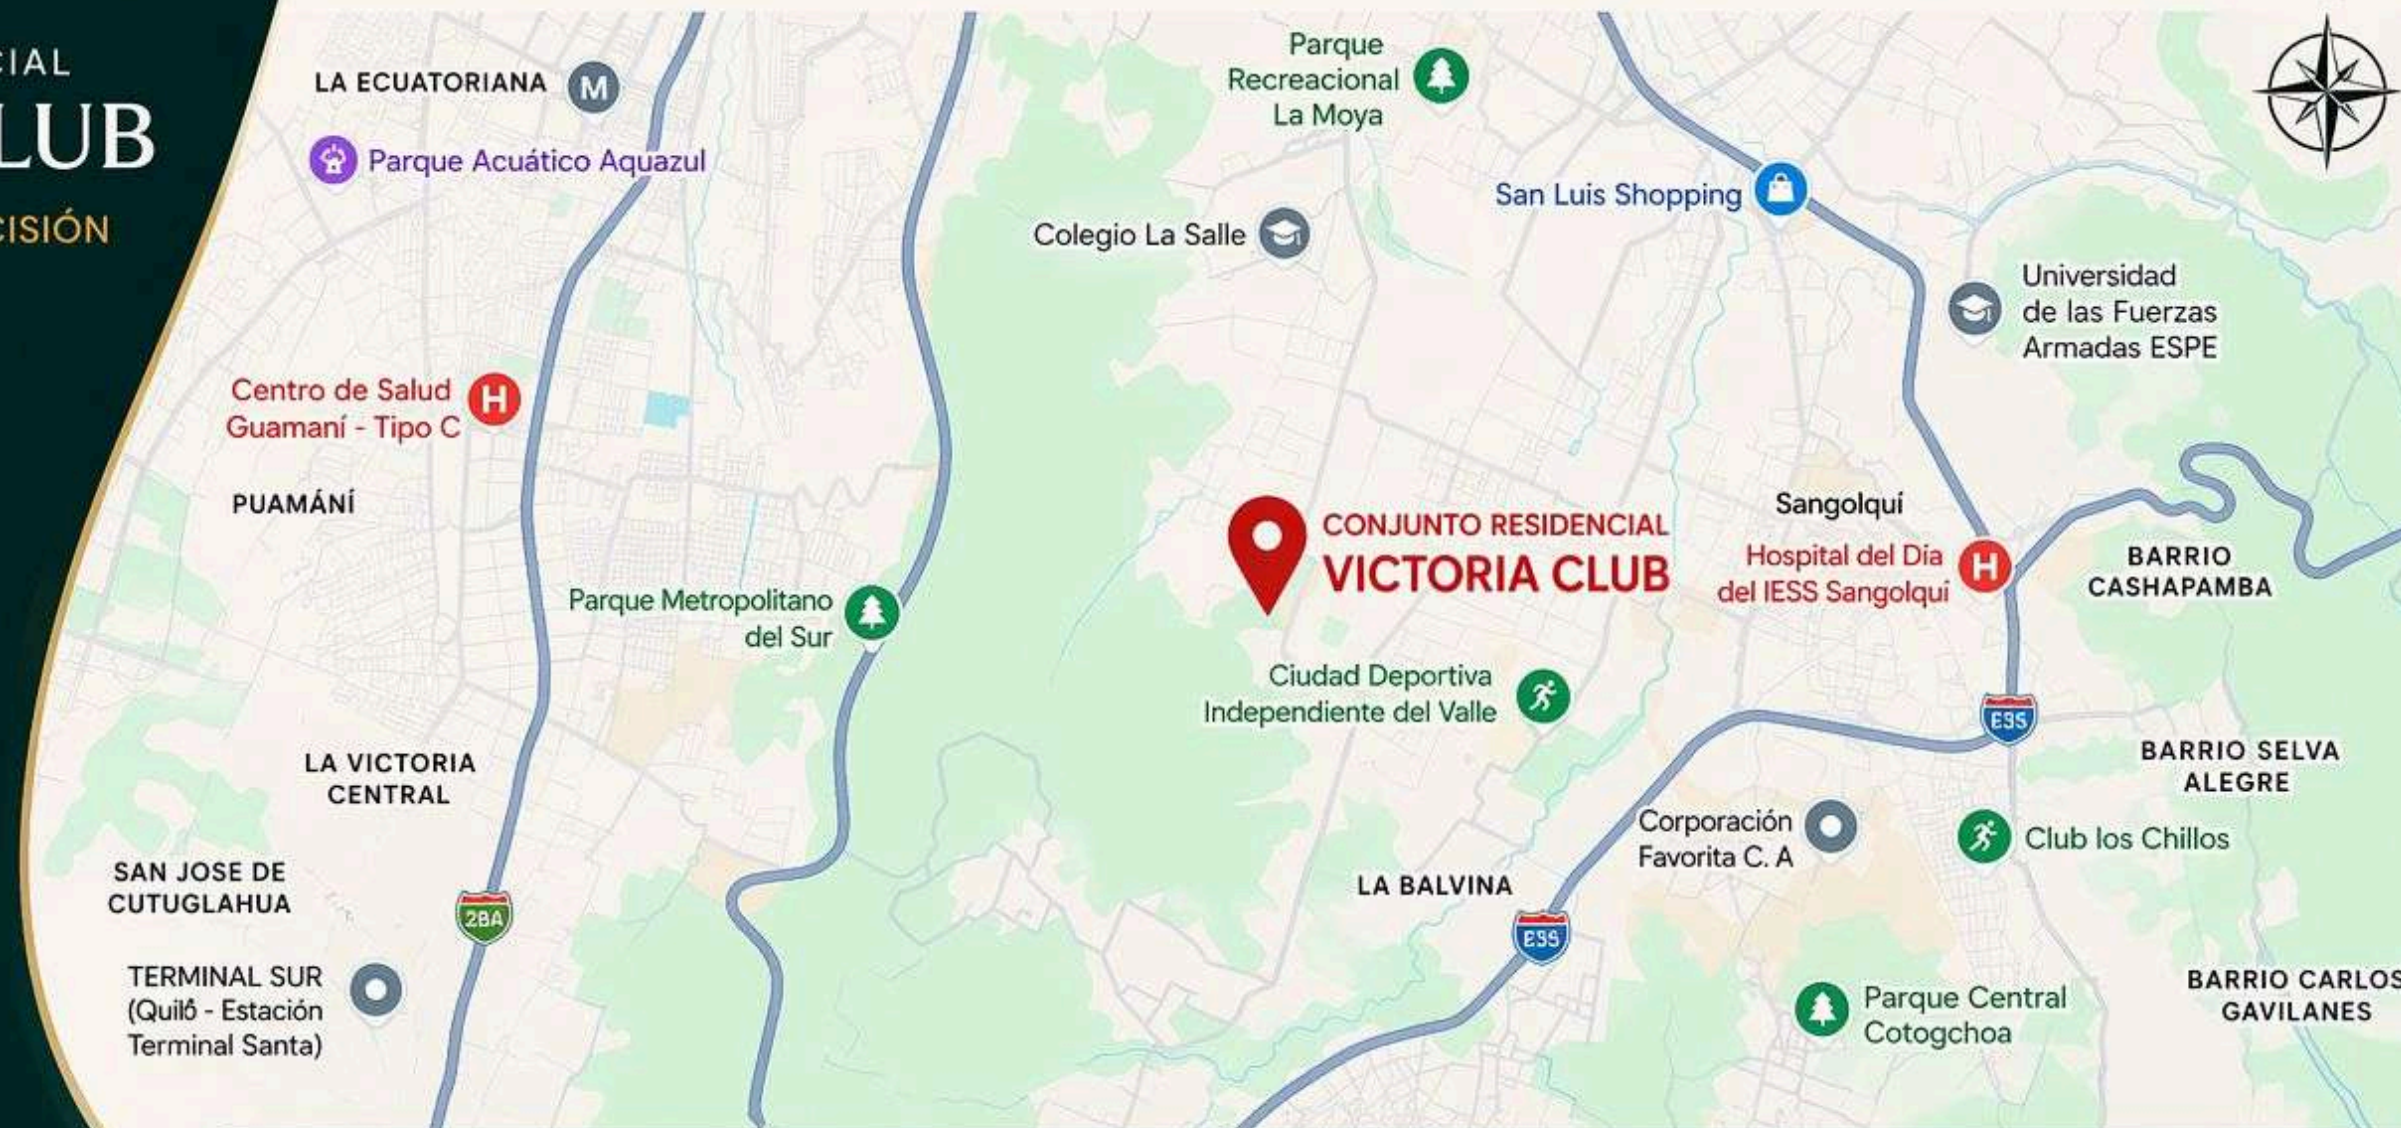 CIAL
LUB
CISIÓN
LA ECUATORIANA
M
Parque Acuático Aquazul
Parque
Recreacional
La Moya
San Luis Shopping
Colegio La Salle
Universidad
de las Fuerzas
Armadas ESPE
Centro de Salud
Guamaní - Tipo C
H
PUAMÁNÍ
CONJUNTO RESIDENCIAL
VICTORIA CLUB
Sangolquí
Hospital del Día
del IESS Sangolquí
H
BARRIO
CASHAPAMBA
Parque Metropolitano
del Sur
Ciudad Deportiva
Independiente del Valle
E35
LA VICTORIA
CENTRAL
BARRIO SELVA
ALEGRE
Corporación
Favorita C. A
Club los Chillos
SAN JOSE DE
CUTUGLAHUA
LA BALVINA
28A
E35
TERMINAL SUR
(Quilô - Estación
Terminal Santa)
Parque Central
Cotogchoa
BARRIO CARLOS
GAVILANES